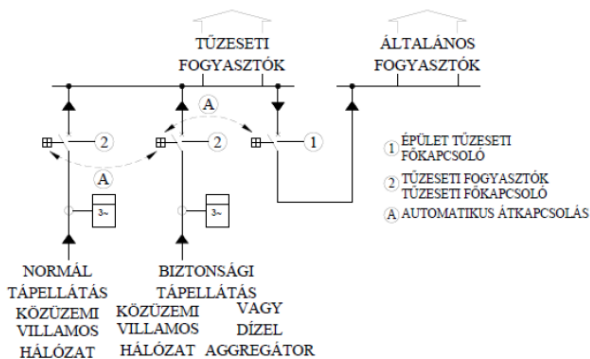 TŰZESETI
FOGYASZTÓK
ÁLTALÁNOS
FOGYASZTÓK
A
2
2
1
A
3~
3~
1 ÉPÜLET TŰZESETI
FŐKAPCSOLÓ
2 TŰZESETI FOGYASZTÓK
TŰZESETI FŐKAPCSOLÓ
A AUTOMATIKUS ÁTKAPCSOLÁS
NORMÁL
TÁPELLÁTÁS
KÖZÜZEMI
VILLAMOS
HÁLÓZAT
BIZTONSÁGI
TÁPELLÁTÁS
KÖZÜZEMI
VILLAMOS
HÁLÓZAT
VAGY
DÍZEL
AGGREGÁTOR